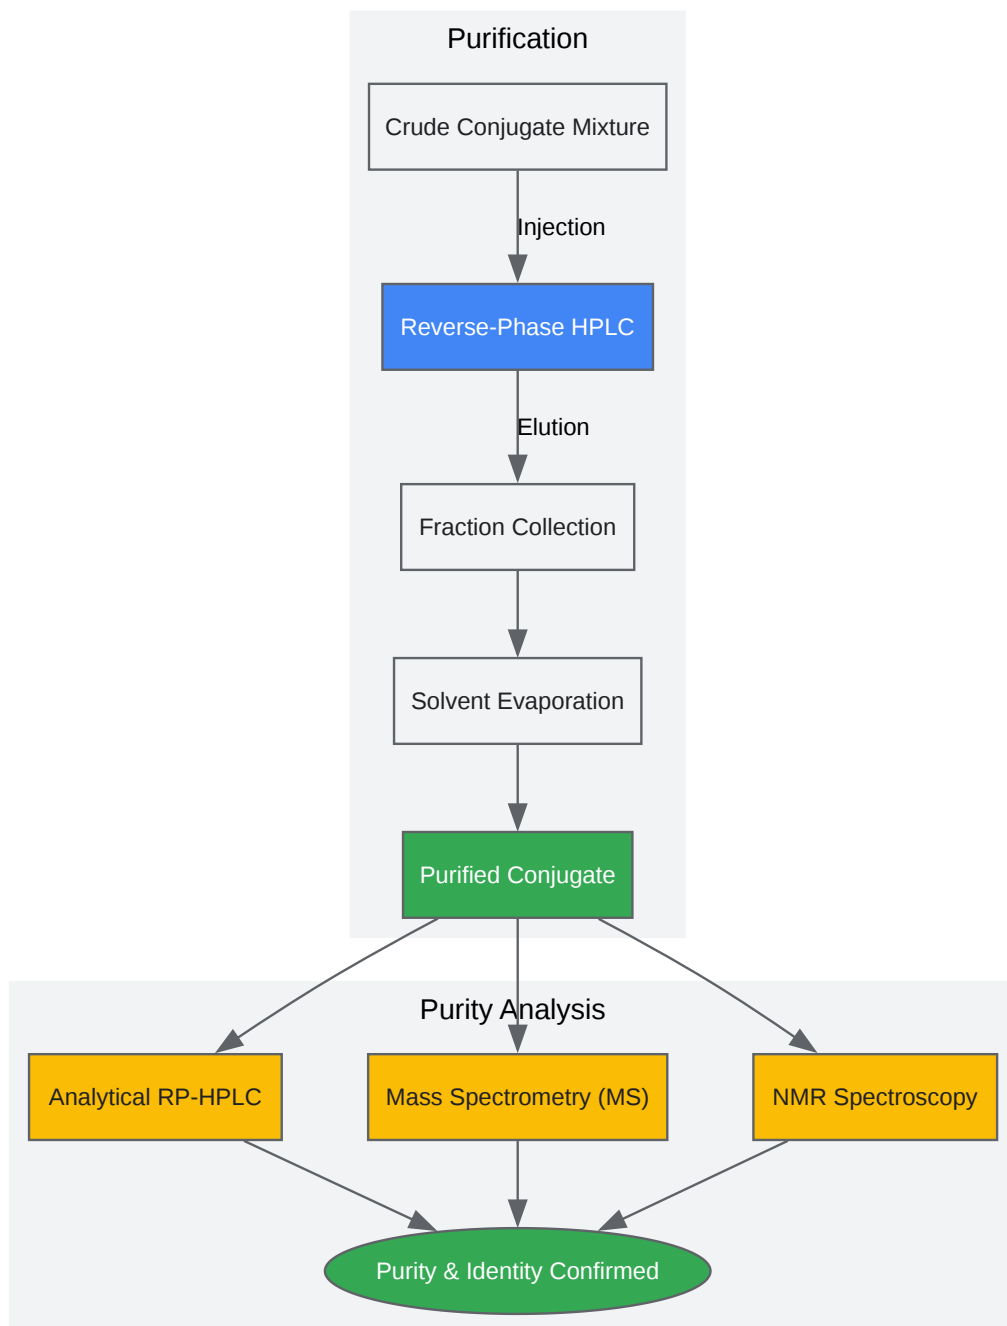 Purification
Crude Conjugate Mixture
Injection
Reverse-Phase HPLC
Elution
Fraction Collection
Solvent Evaporation
Purified Conjugate
Purity Analysis
Analytical RP-HPLC
Mass Spectrometry (MS)
NMR Spectroscopy
Purity & Identity Confirmed